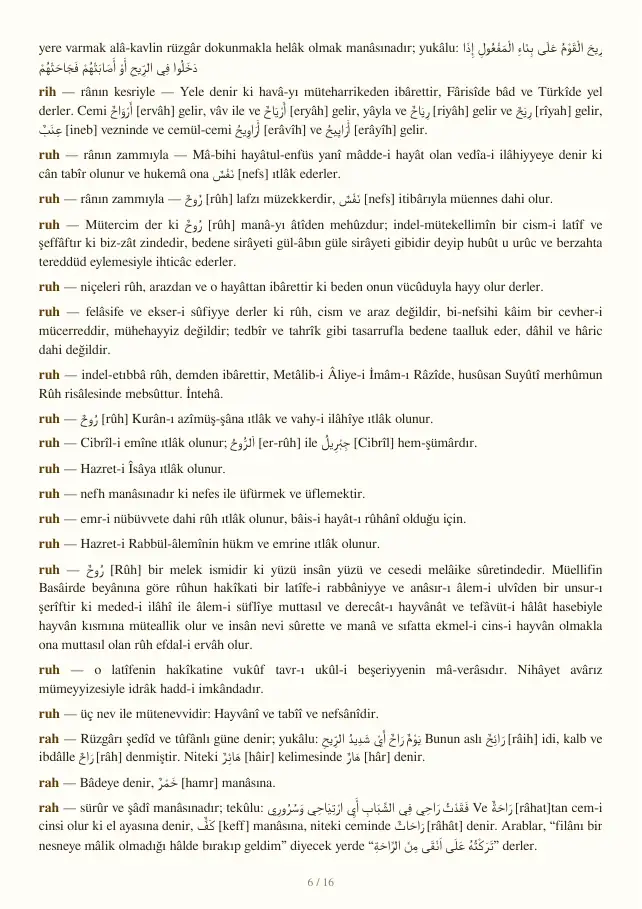 yere varmak alâ-kavlin rüzgâr dokunmakla helâk olmak manâsınadır; yukâlu: رِيحَ الْقَوْمُ عَلَى بِنَاءِ الْمَفْعُولِ إِذَا
دَخَلُوا فِي الرِّيحِ أَوْ أَصَابَتْهُمْ فَجَاحَتْهُمْ
rih — rânın kesriyle — Yele denir ki havâ-yı müteharrikeden ibârettir, Fârisîde bâd ve Türkîde yel
derler. Cemi أَرْوَاحٌ [ervâh] gelir, vâv ile ve أَرْيَاحٌ [eryâh] gelir, yâyla ve رِيَاحٌ [riyâh] gelir ve رِيَحٌ [rîyah] gelir,
عِنَبٌ [ineb] vezninde ve cemül-cemi أَرَاوِيحُ [erâvîh] ve أَرَايِيحُ [erâyîh] gelir.
ruh — rânın zammıyla — Mâ-bihi hayâtul-enfüs yanî mâdde-i hayât olan vedîa-i ilâhiyyeye denir ki
cân tabîr olunur ve hukemâ ona نَفْسٌ [nefs] ıtlâk ederler.
ruh — rânın zammıyla — رُوحٌ [rûh] lafzı müzekkerdir, نَفْسٌ [nefs] itibârıyla müennes dahi olur.
ruh — Mütercim der ki رُوحٌ [rûh] manâ-yı âtîden mehûzdur; indel-mütekellimîn bir cism-i latîf ve
şeffâftır ki biz-zât zindedir, bedene sirâyeti gül-âbın güle sirâyeti gibidir deyip hubût u urûc ve berzahta
tereddüd eylemesiyle ihticâc ederler.
ruh — niçeleri rûh, arazdan ve o hayâttan ibârettir ki beden onun vücûduyla hayy olur derler.
ruh — felâsife ve ekser-i sûfiyye derler ki rûh, cism ve araz değildir, bi-nefsihi kâim bir cevher-i
mücerreddir, mühehayyiz değildir; tedbîr ve tahrîk gibi tasarrufla bedene taalluk eder, dâhil ve hâric
dahi değildir.
ruh — indel-etıbbâ rûh, demden ibârettir, Metâlib-i Âliye-i İmâm-ı Râzîde, husûsan Suyûtî merhûmun
Rûh risâlesinde mebsûttur. İntehâ.
ruh — رُوحٌ [rûh] Kurân-ı azîmüş-şâna ıtlâk ve vahy-i ilâhîye ıtlâk olunur.
ruh — Cibrîl-i emîne ıtlâk olunur; اَلرُّوحُ [er-rûh] ile جِبْرِيلُ [Cibrîl] hem-şümârdır.
ruh — Hazret-i Îsâya ıtlâk olunur.
ruh — nefh manâsınadır ki nefes ile üfürmek ve üflemektir.
ruh — emr-i nübüvvete dahi rûh ıtlâk olunur, bâis-i hayât-ı rûhânî olduğu için.
ruh — Hazret-i Rabbül-âlemînin hükm ve emrine ıtlâk olunur.
ruh — رُوحٌ [Rûh] bir melek ismidir ki yüzü insân yüzü ve cesedi melâike sûretindedir. Müellifin
Basâirde beyânına göre rûhun hakîkati bir latîfe-i rabbâniyye ve anâsır-ı âlem-i ulvîden bir unsur-ı
şerîftir ki meded-i ilâhî ile âlem-i süflîye muttasıl ve derecât-ı hayvânât ve tefâvüt-i hâlât hasebiyle
hayvân kısmına müteallik olur ve insân nevi sûrette ve manâ ve sıfatta ekmel-i cins-i hayvân olmakla
ona muttasıl olan rûh efdal-i ervâh olur.
ruh — o latîfenin hakîkatine vukûf tavr-ı ukûl-i beşeriyyenin mâ-verâsıdır. Nihâyet avârız
mümeyyizesiyle idrâk hadd-i imkândadır.
ruh — üç nev ile mütenevvidir: Hayvânî ve tabîî ve nefsânîdir.
rah — Rüzgârı şedîd ve tûfânlı güne denir; yukâlu: يَوْمٌ رَاحٌ أَيْ شَدِيدُ الرِّيحِ Bunun aslı رَائِحٌ [râih] idi, kalb ve
ibdâlle رَاحٌ [râh] denmiştir. Niteki هَائِرٌ [hâir] kelimesinde هَارٌ [hâr] denir.
rah — Bâdeye denir, خَمْرٌ [hamr] manâsına.
rah — sürûr ve şâdî manâsınadır; tekûlu: فَقَدْتُ رَاحِي فِي الشَّبَابِ أَيِ ارْتِيَاحِي وَسُرُورِي Ve رَاحَةٌ [râhat]tan cem-i
cinsi olur ki el ayasına denir, كَفٌّ [keff] manâsına, niteki ceminde رَاحَاتٌ [râhât] denir. Arablar, “filânı bir
nesneye mâlik olmadığı hâlde bırakıp geldim” diyecek yerde “تَرَكْتُهُ عَلَى أَنْقَى مِنَ الرَّاحَةِ” derler.
6 / 16